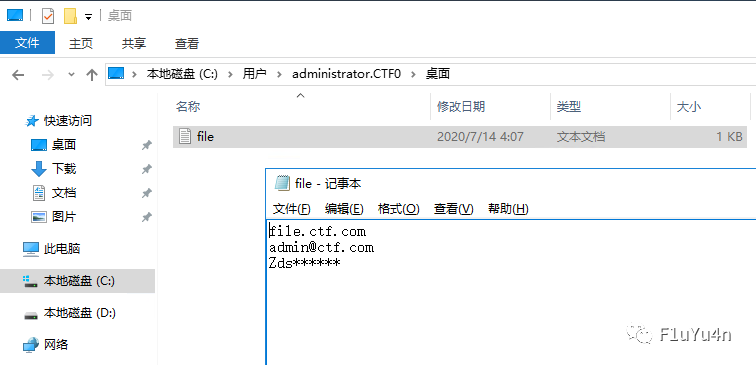 桌面
文件 主页 共享 查看
本地磁盘 (C:) 用户 administrator.CTF0 桌面
名称 修改日期 类型 大小
快速访问
桌面
下载
文档
图片
此电脑
本地磁盘 (C:)
本地磁盘 (D:)
网络
file 2020/7/14 4:07 文本文档 1 KB
file - 记事本
文件(F) 编辑(E) 格式(O) 查看(V) 帮助(H)
file.ctf.com
admin@ctf.com
Zds******
F1uYu4n